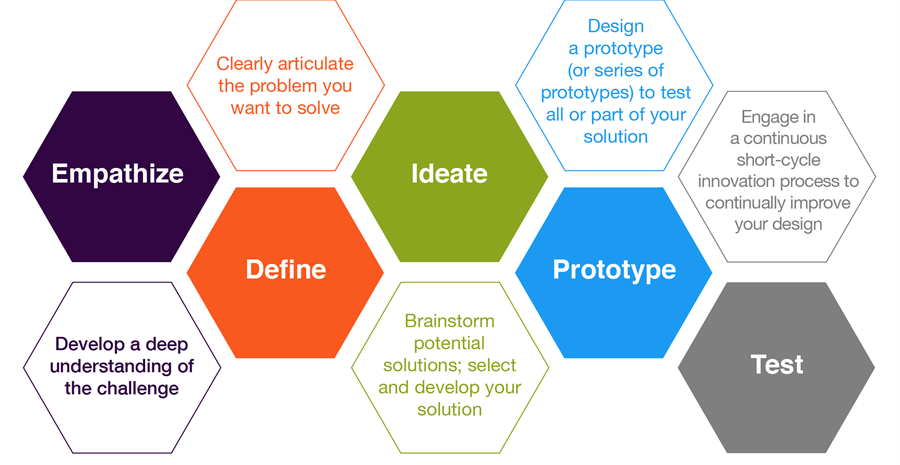 Empathize
Develop a deep
understanding of
the challenge
Clearly articulate
the problem you
want to solve
Define
Ideate
Brainstorm
potential
solutions; select
and develop your
solution
Design
a prototype
(or series of
prototypes) to test
all or part of your
solution
Prototype
Engage in
a continuous
short-cycle
innovation process to
continually improve
your design
Test